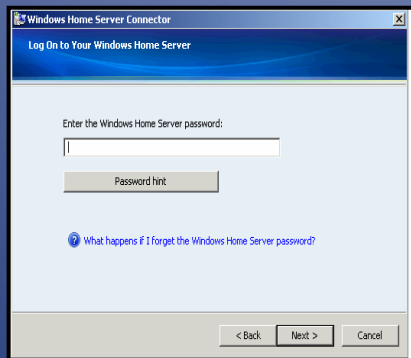 Windows Home Server Connector
Log On to Your Windows Home Server
Enter the Windows Home Server password:
Password hint
What happens if I forget the Windows Home Server password?
< Back Next > Cancel